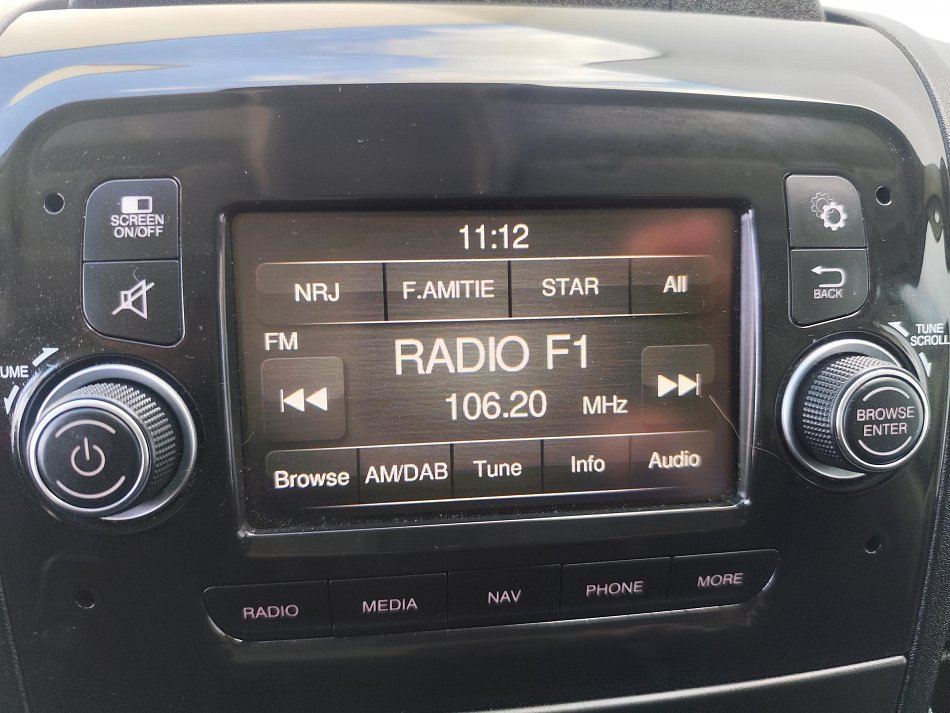 SCREEN
ON/OFF
11:12
NRJ F.AMITIE STAR All
BACK
FM
RADIO F1
106.20 MHz
UME
TUNE
SCROLL
BROWSE
ENTER
Browse AM/DAB Tune Info Audio
RADIO MEDIA NAV PHONE MORE